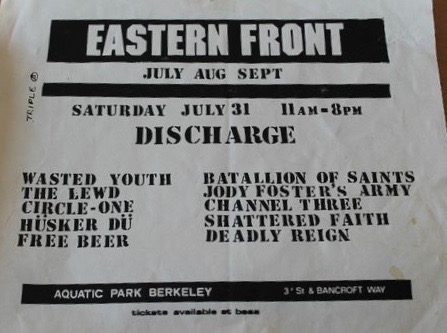 EASTERN FRONT
JULY AUG SEPT
TRIPLE
SATURDAY JULY 31 11AM-8PM
DISCHARGE
WASTED YOUTH
THE LEWD
CIRCLE-ONE
HÜSKER DÜ
FREE BEER
BATALLION OF SAINTS
JODY FOSTER'S ARMY
CHANNEL THREE
SHATTERED FAITH
DEADLY REIGN
AQUATIC PARK BERKELEY 3ʳ St & BANCROFT WAY
tickets available at bass